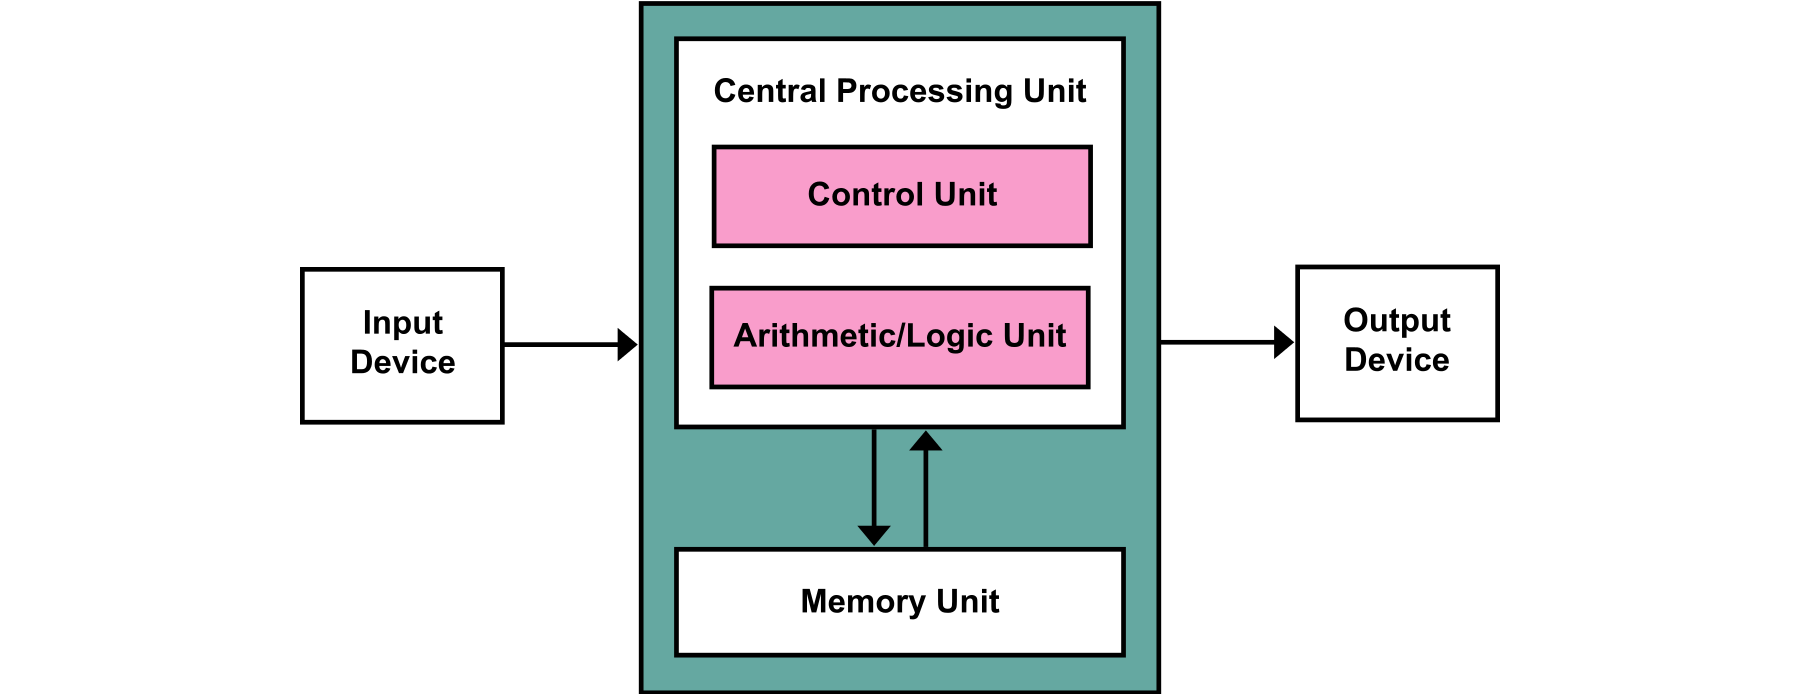 Central Processing Unit
Control Unit
Arithmetic/Logic Unit
Input
Device
Output
Device
Memory Unit